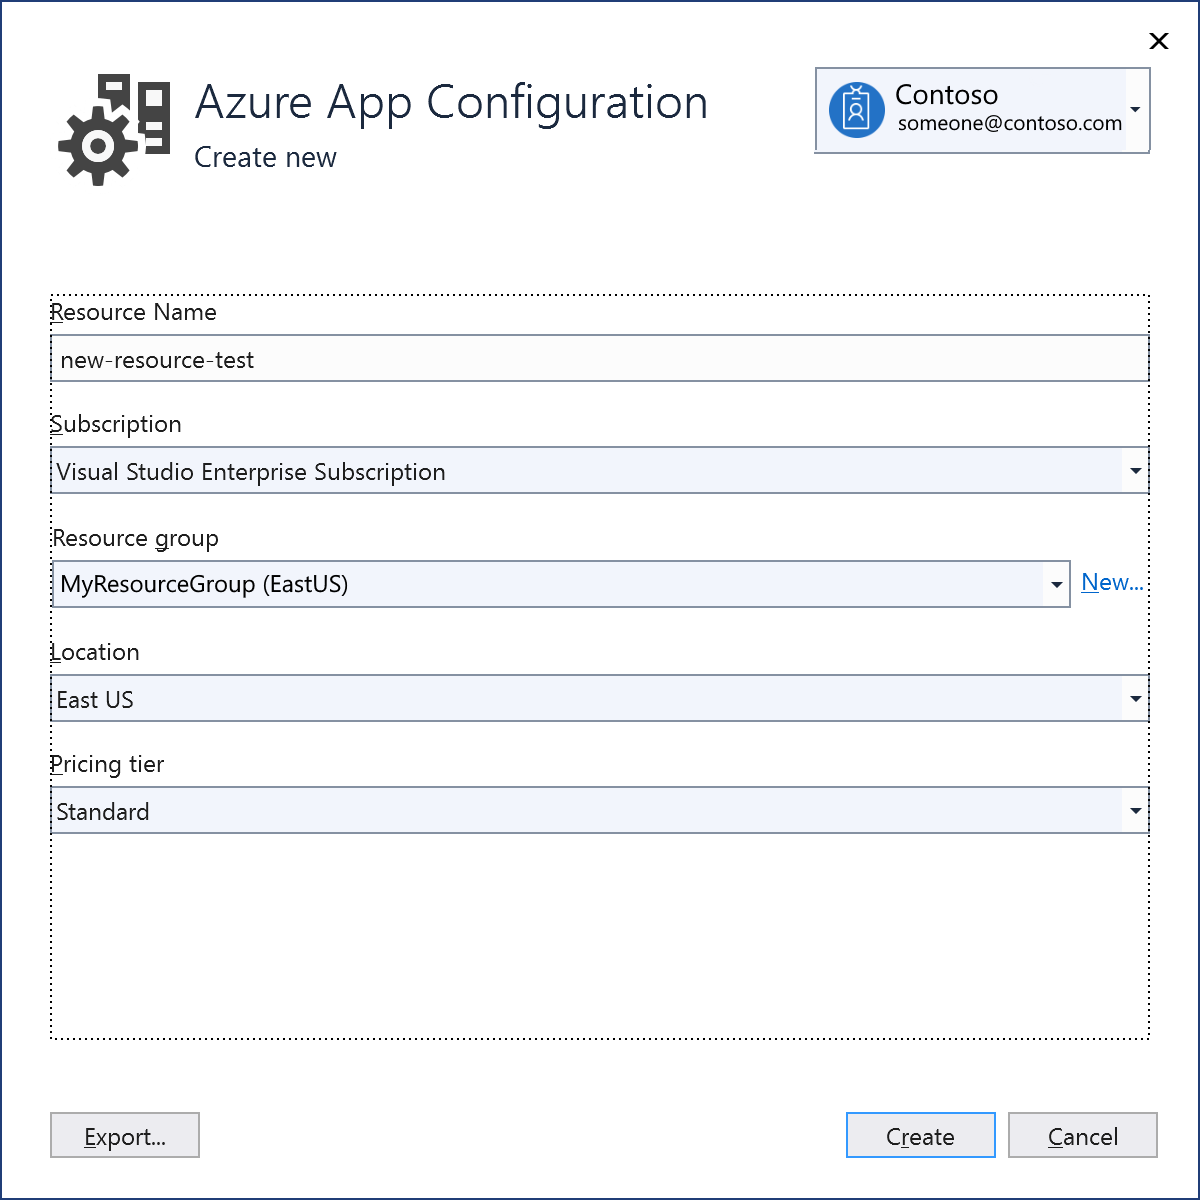 Azure App Configuration
Create new
Contoso
someone@contoso.com
Resource Name
new-resource-test
Subscription
Visual Studio Enterprise Subscription
Resource group
MyResourceGroup (EastUS)
New...
Location
East US
Pricing tier
Standard
Export...
Create
Cancel